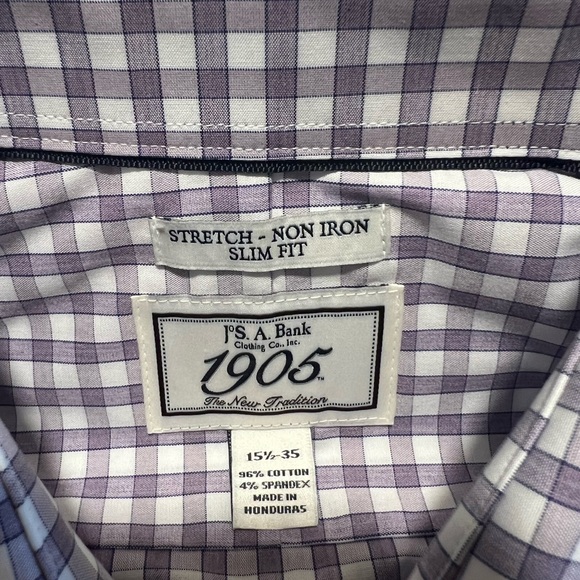 STRETCH - NON IRON
SLIM FIT
JoS. A. Bank
Clothing Co., Inc.
1905™
The New Tradition
15½-35
96% COTTON
4% SPANDEX
MADE IN
HONDURAS